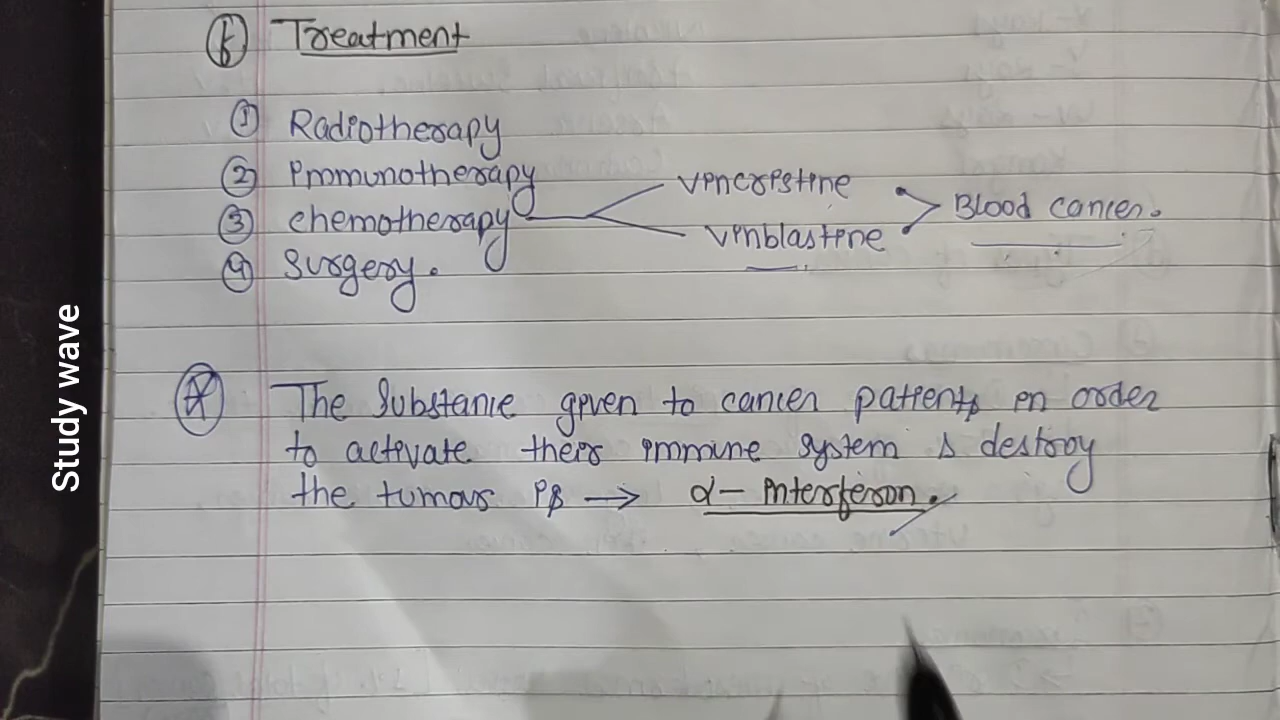 (f) Treatment
① Radiotherapy
② Immunotherapy
③ chemotherapy vincristine vinblastine Blood cancer.
④ Surgery.
The Substance given to cancer patients in order
to activate their immune system & destroy
the tumour is → α- Interferon.
Study wave